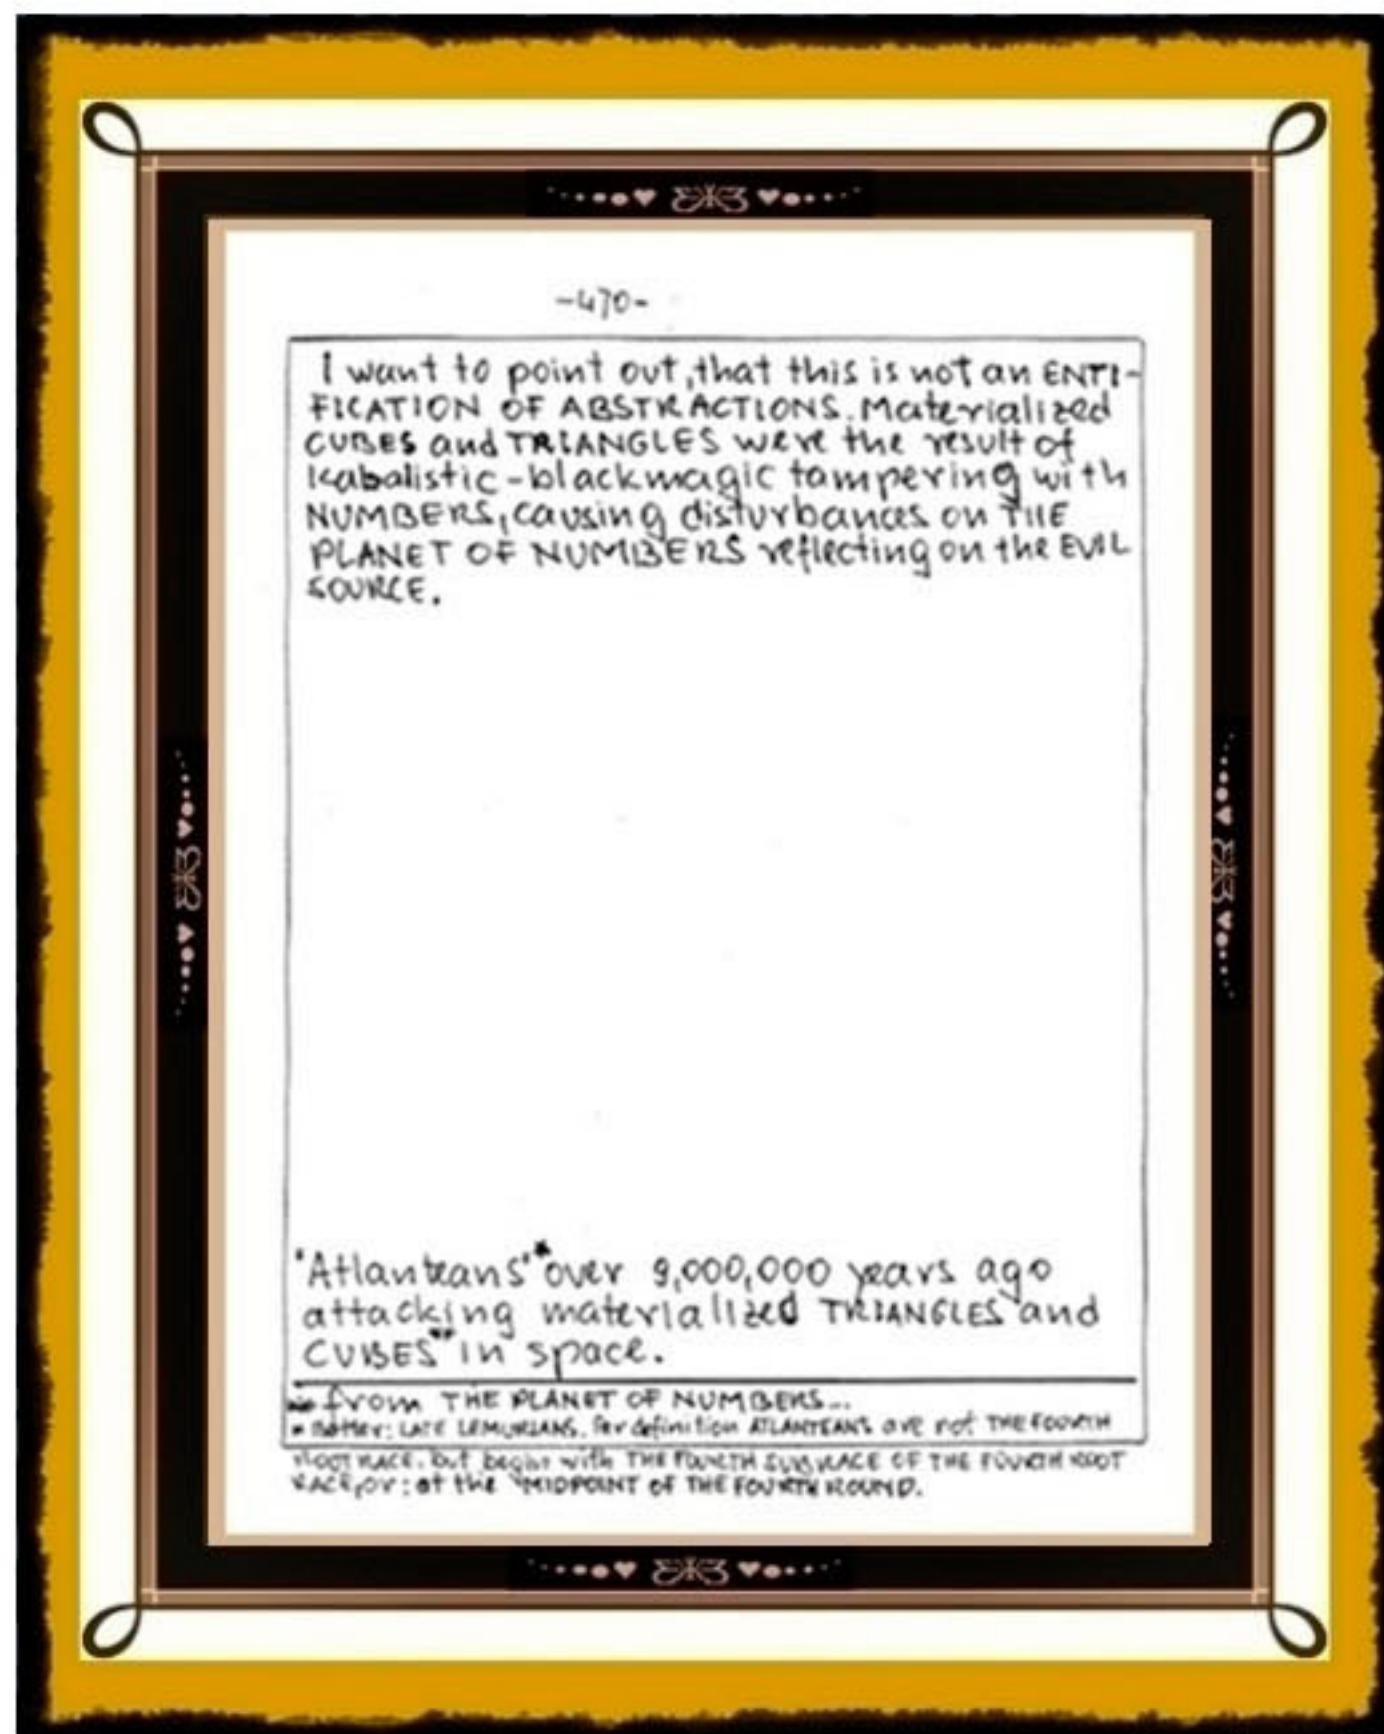 -470-
I want to point out, that this is not an ENTI-
FICATION OF ABSTRACTIONS. Materialized
CUBES and TRIANGLES were the result of
kabalistic-blackmagic tampering with
NUMBERS, causing disturbances on THE
PLANET OF NUMBERS reflecting on the EVIL
SOURCE.
"Atlanteans"* over 9,000,000 years ago
attacking materialized TRIANGLES and
CUBES** in space.
** from THE PLANET OF NUMBERS...
* Better: LATE LEMURIANS. Per definition ATLANTEANS are not THE FOURTH
ROOT RACE, but begin with THE FOURTH SUBRACE OF THE FOURTH ROOT
RACE, or: at the MIDPOINT OF THE FOURTH ROUND.